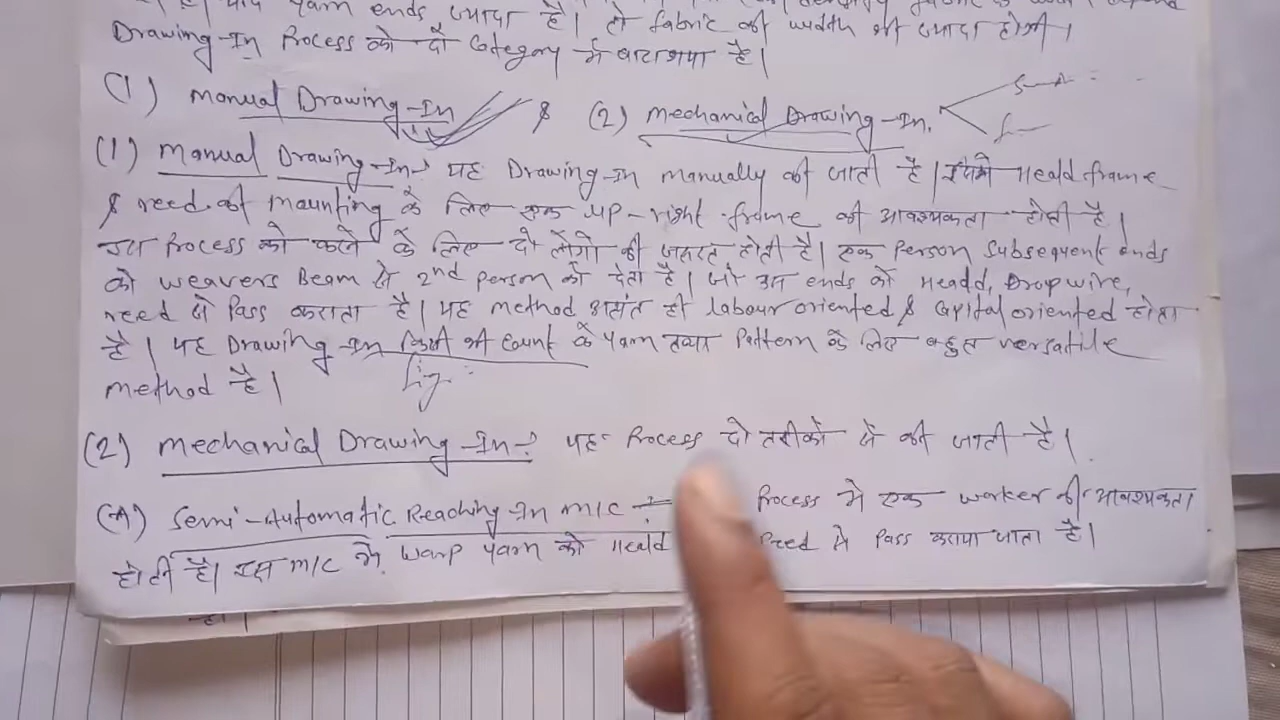 है। यदि Yarn ends ज्यादा है। तो fabric की width भी ज्यादा होगी।
Drawing-In Process को दो Category में बाटा गया है।
(1) Manual Drawing-In & (2) Mechanical Drawing-In.
(1) Manual Drawing-In:- यह Drawing-In Manually की जाती है। इसमें Heald frame
& reed की mounting के लिए एक up-right frame की आवश्यकता होती है।
इस Process को करने के लिए दो लोगों की जरूरत होती है। एक Person Subsequent ends
को weavers Beam से 2nd Person को देता है। जो उन ends को Heald, Drop wire,
reed से Pass कराता है। यह method अत्यंत ही labour oriented & Capital oriented होता
है। यह Drawing-In किसी भी Count के Yarn तथा Pattern के लिए बहुत versatile
method है। fig:-
(2) Mechanical Drawing-In:- यह Process दो तरीको से की जाती है।
(A) Semi-Automatic Reaching-In M/C :- Process मे एक worker की आवश्यकता
होती है। इस M/C में Warp Yarn को Heald Reed से Pass कराया जाता है।